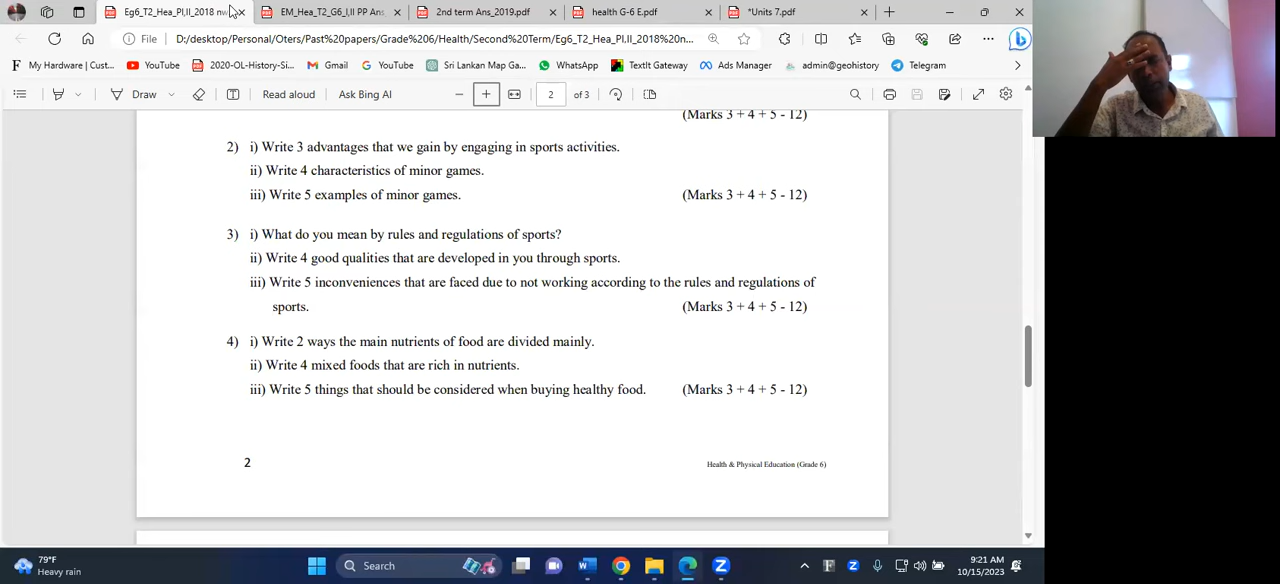 Eg6_T2_Hea_PI,II_2018 nw
EM_Hea_T2_G6_I,II PP Ans
2nd term Ans_2019.pdf
health G-6 E.pdf
*Units 7.pdf
File
D:/desktop/Personal/Oters/Past%20papers/Grade%206/Health/Second%20Term/Eg6_T2_Hea_PI,II_2018%20n...
My Hardware | Cust...
YouTube
2020-OL-History-Si...
Gmail
YouTube
Sri Lankan Map Ga...
WhatsApp
TextIt Gateway
Ads Manager
admin@geohistory
Telegram
Draw
Read aloud
Ask Bing AI
2 of 3
(Marks 3 + 4 + 5 - 12)
2) i) Write 3 advantages that we gain by engaging in sports activities.
ii) Write 4 characteristics of minor games.
iii) Write 5 examples of minor games. (Marks 3 + 4 + 5 - 12)
3) i) What do you mean by rules and regulations of sports?
ii) Write 4 good qualities that are developed in you through sports.
iii) Write 5 inconveniences that are faced due to not working according to the rules and regulations of
sports. (Marks 3 + 4 + 5 - 12)
4) i) Write 2 ways the main nutrients of food are divided mainly.
ii) Write 4 mixed foods that are rich in nutrients.
iii) Write 5 things that should be considered when buying healthy food. (Marks 3 + 4 + 5 - 12)
2
Health & Physical Education (Grade 6)
79°F
Heavy rain
Search
9:21 AM
10/15/2023